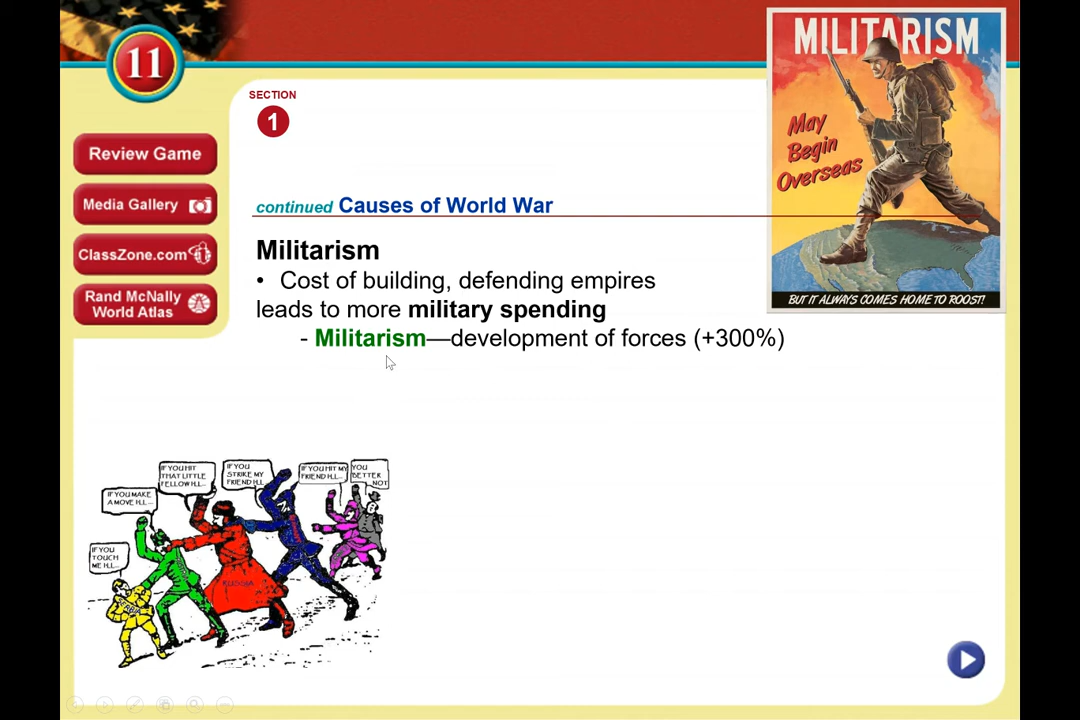 11
SECTION
1
MILITARISM
May
Begin
Overseas
BUT IT ALWAYS COMES HOME TO ROOST!
Review Game
Media Gallery
ClassZone.com
Rand McNally
World Atlas
continued Causes of World War
Militarism
• Cost of building, defending empires
leads to more military spending
- Militarism—development of forces (+300%)
IF YOU
TOUCH
ME I'LL...
IF YOU MAKE
A MOVE I'LL...
IF YOU HIT
THAT LITTLE
FELLOW I'LL...
IF YOU
STRIKE MY
FRIEND I'LL
IF YOU HIT MY
FRIEND I'LL...
YOU
BETTER
NOT
SERBIA
RUSSIA